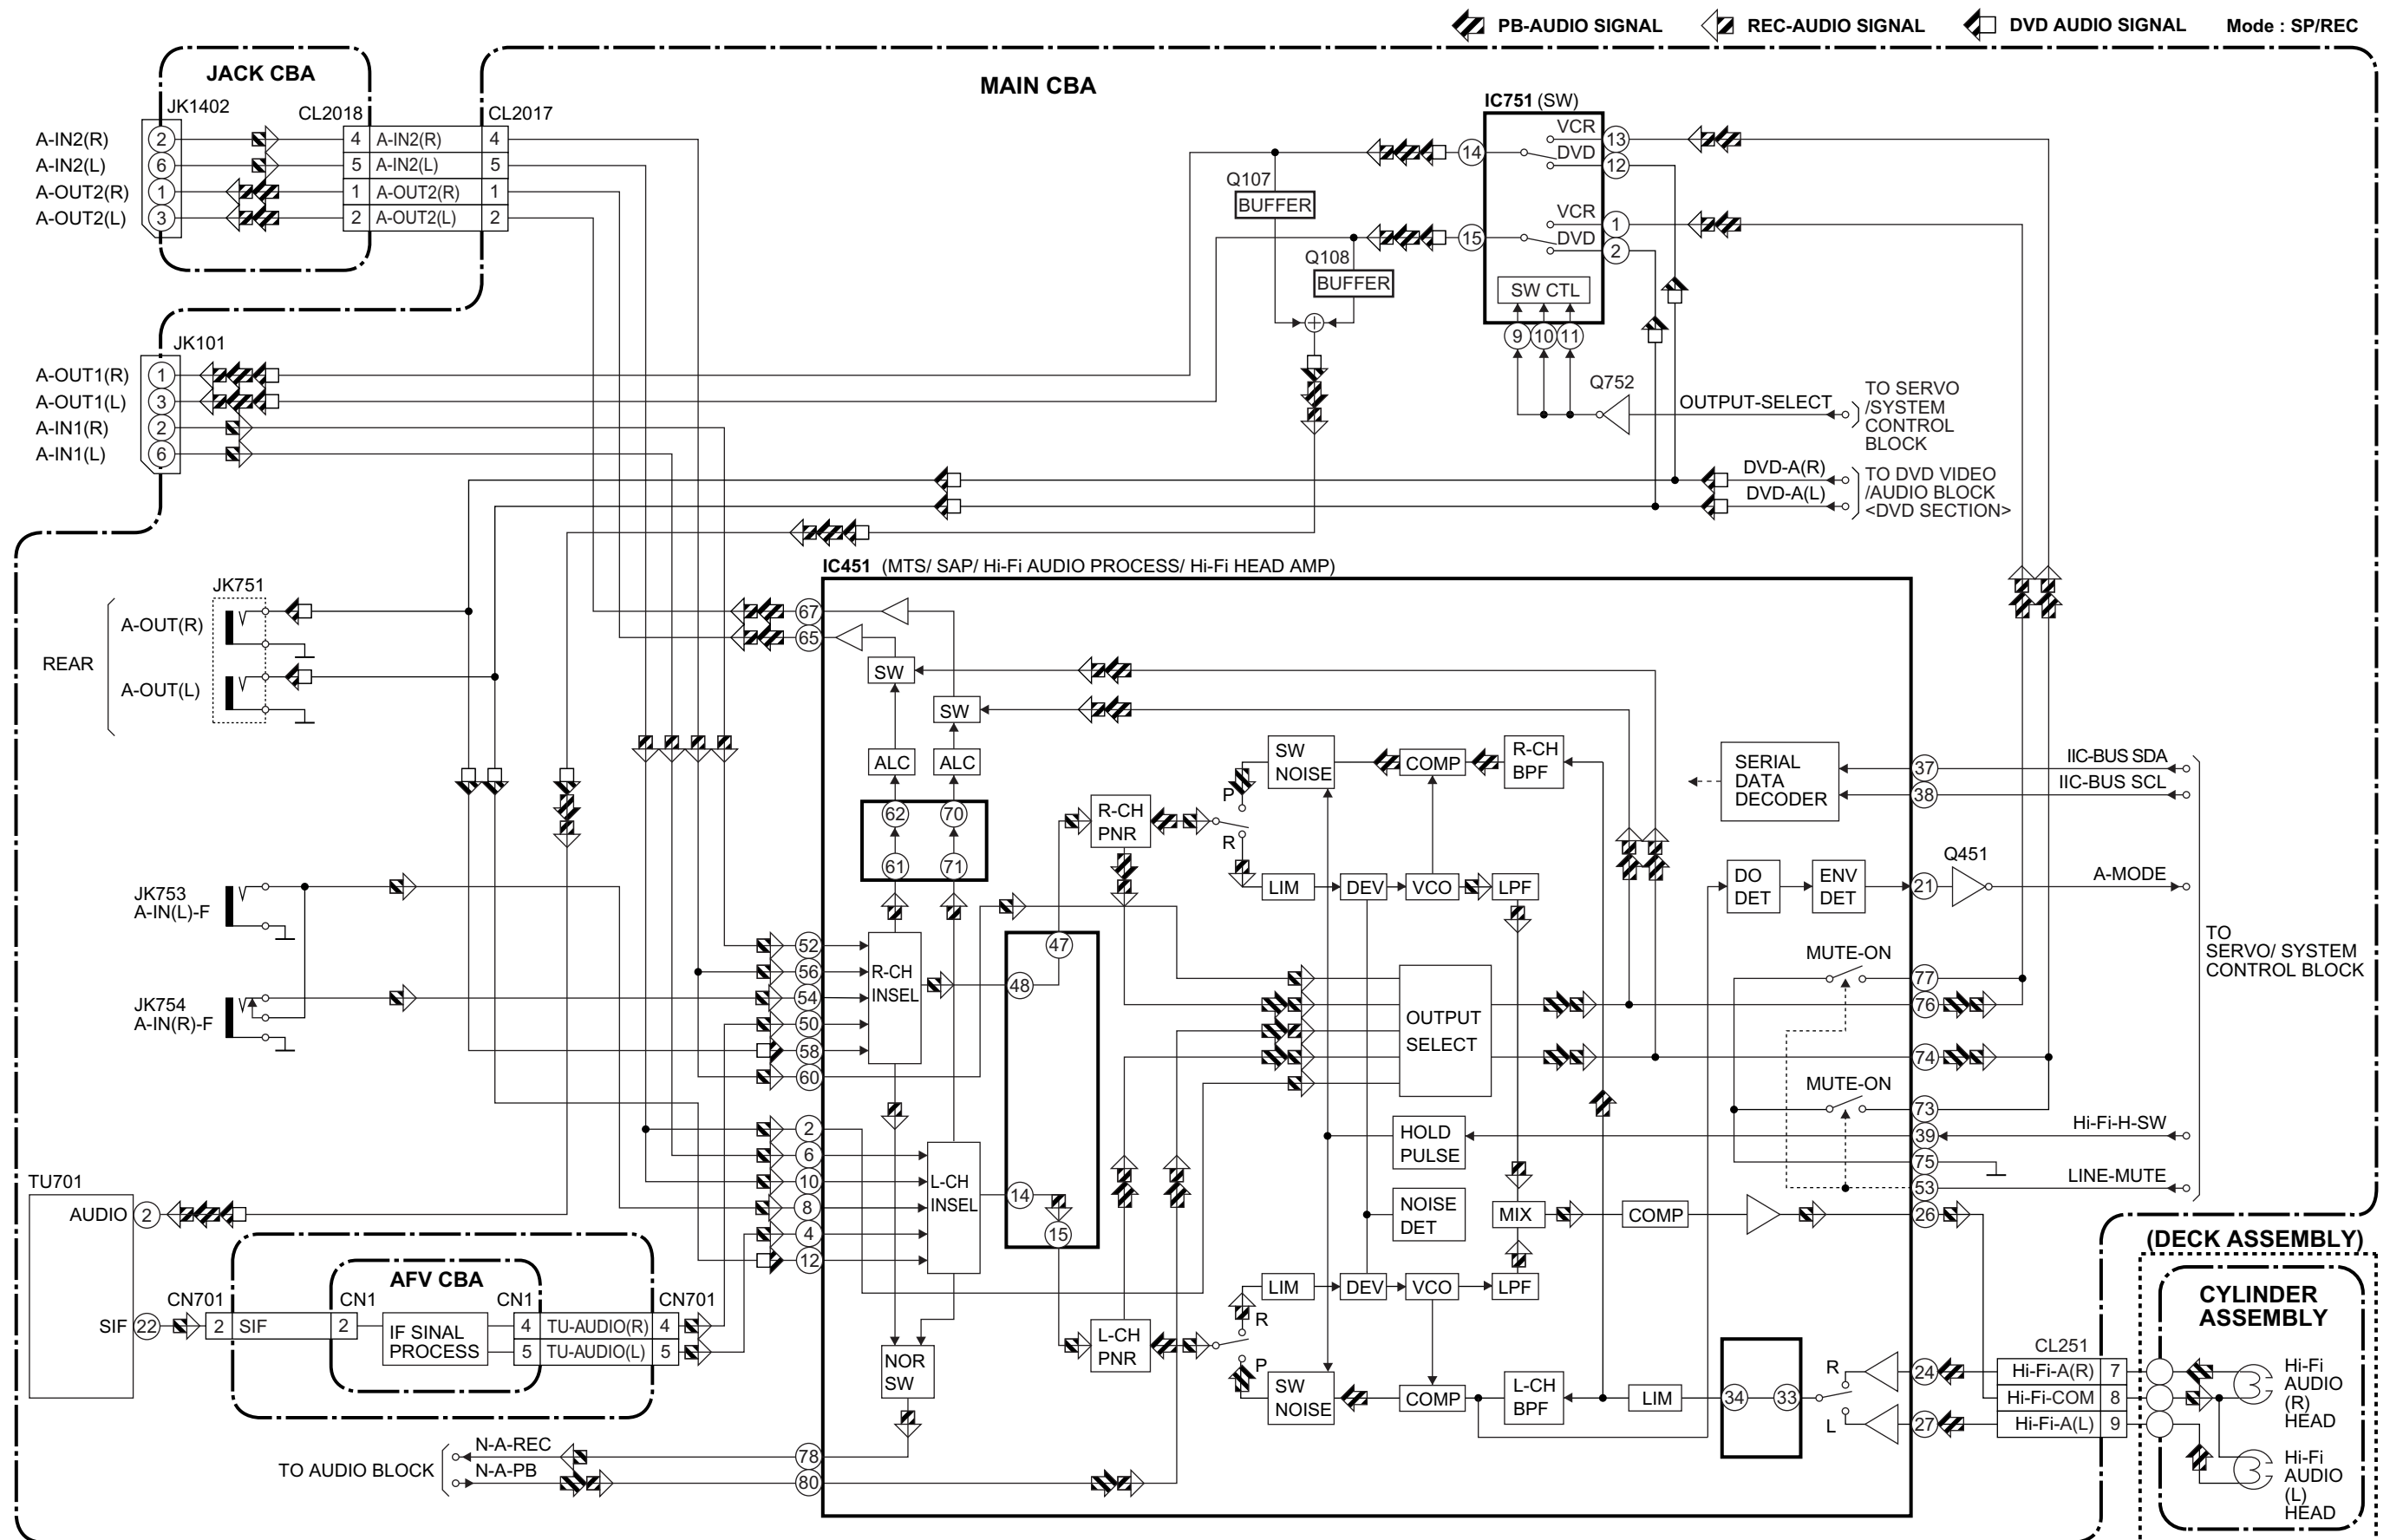 PB-AUDIO SIGNAL REC-AUDIO SIGNAL DVD AUDIO SIGNAL Mode : SP/REC
JACK CBA
MAIN CBA
JK1402
CL2018 CL2017
A-IN2(R) 2 4 A-IN2(R) 4
A-IN2(L) 6 5 A-IN2(L) 5
A-OUT2(R) 1 1 A-OUT2(R) 1
A-OUT2(L) 3 2 A-OUT2(L) 2
IC751 (SW)
VCR 13
14 DVD 12
VCR 1
15 DVD 2
SW CTL
9 10 11
Q107
BUFFER
Q108
BUFFER
JK101
A-OUT1(R) 1
A-OUT1(L) 3
A-IN1(R) 2
A-IN1(L) 6
Q752
OUTPUT-SELECT
TO SERVO
/SYSTEM
CONTROL
BLOCK
DVD-A(R)
DVD-A(L)
TO DVD VIDEO
/AUDIO BLOCK
<DVD SECTION>
IC451 (MTS/ SAP/ Hi-Fi AUDIO PROCESS/ Hi-Fi HEAD AMP)
JK751
A-OUT(R)
REAR
A-OUT(L)
67
65
SW
SW
ALC ALC
62 70
61 71
R-CH
PNR
P
R
SW
NOISE
COMP
R-CH
BPF
LIM DEV VCO LPF
SERIAL
DATA
DECODER
37 IIC-BUS SDA
38 IIC-BUS SCL
DO
DET
ENV
DET
21
Q451
A-MODE
TO
SERVO/ SYSTEM
CONTROL BLOCK
JK753
A-IN(L)-F
JK754
A-IN(R)-F
52
56
54
50
58
60
R-CH
INSEL
47
48
OUTPUT
SELECT
MUTE-ON
77
76
74
MUTE-ON
73
39 Hi-Fi-H-SW
75
53 LINE-MUTE
26
2
6
10
8
4
12
L-CH
INSEL
14
15
HOLD
PULSE
NOISE
DET
MIX COMP
TU701
AUDIO 2
SIF 22
CN701
2 SIF
AFV CBA
CN1 CN1
2
IF SINAL
PROCESS
4 TU-AUDIO(R) 4
5 TU-AUDIO(L) 5
CN701
NOR
SW
L-CH
PNR
R
P
LIM DEV VCO LPF
SW
NOISE
COMP
L-CH
BPF
LIM
34 33
R
L
24
27
CL251
Hi-Fi-A(R) 7
Hi-Fi-COM 8
Hi-Fi-A(L) 9
(DECK ASSEMBLY)
CYLINDER
ASSEMBLY
Hi-Fi
AUDIO
(R)
HEAD
Hi-Fi
AUDIO
(L)
HEAD
TO AUDIO BLOCK
N-A-REC 78
N-A-PB 80